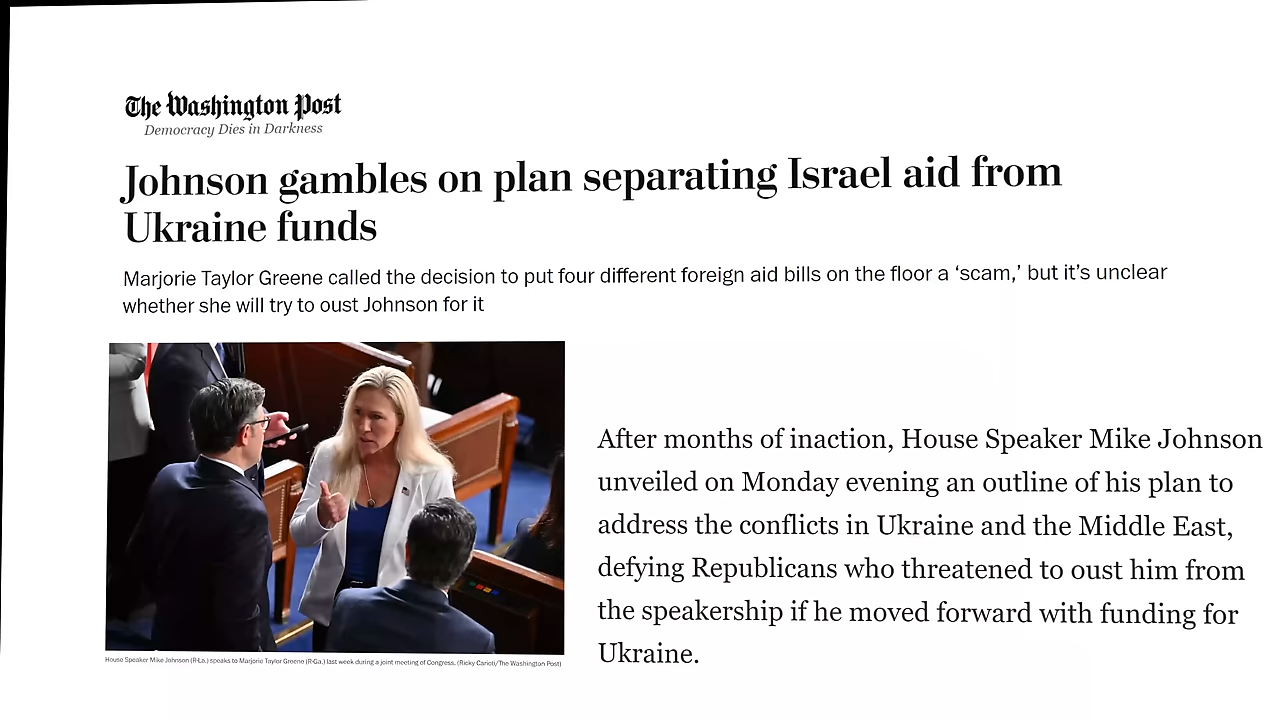 The Washington Post
Democracy Dies in Darkness
Johnson gambles on plan separating Israel aid from
Ukraine funds
Marjorie Taylor Greene called the decision to put four different foreign aid bills on the floor a ‘scam,’ but it’s unclear
whether she will try to oust Johnson for it
After months of inaction, House Speaker Mike Johnson
unveiled on Monday evening an outline of his plan to
address the conflicts in Ukraine and the Middle East,
defying Republicans who threatened to oust him from
the speakership if he moved forward with funding for
Ukraine.
House Speaker Mike Johnson (R-La.) speaks to Marjorie Taylor Greene (R-Ga.) last week during a joint meeting of Congress. (Ricky Carioti/The Washington Post)